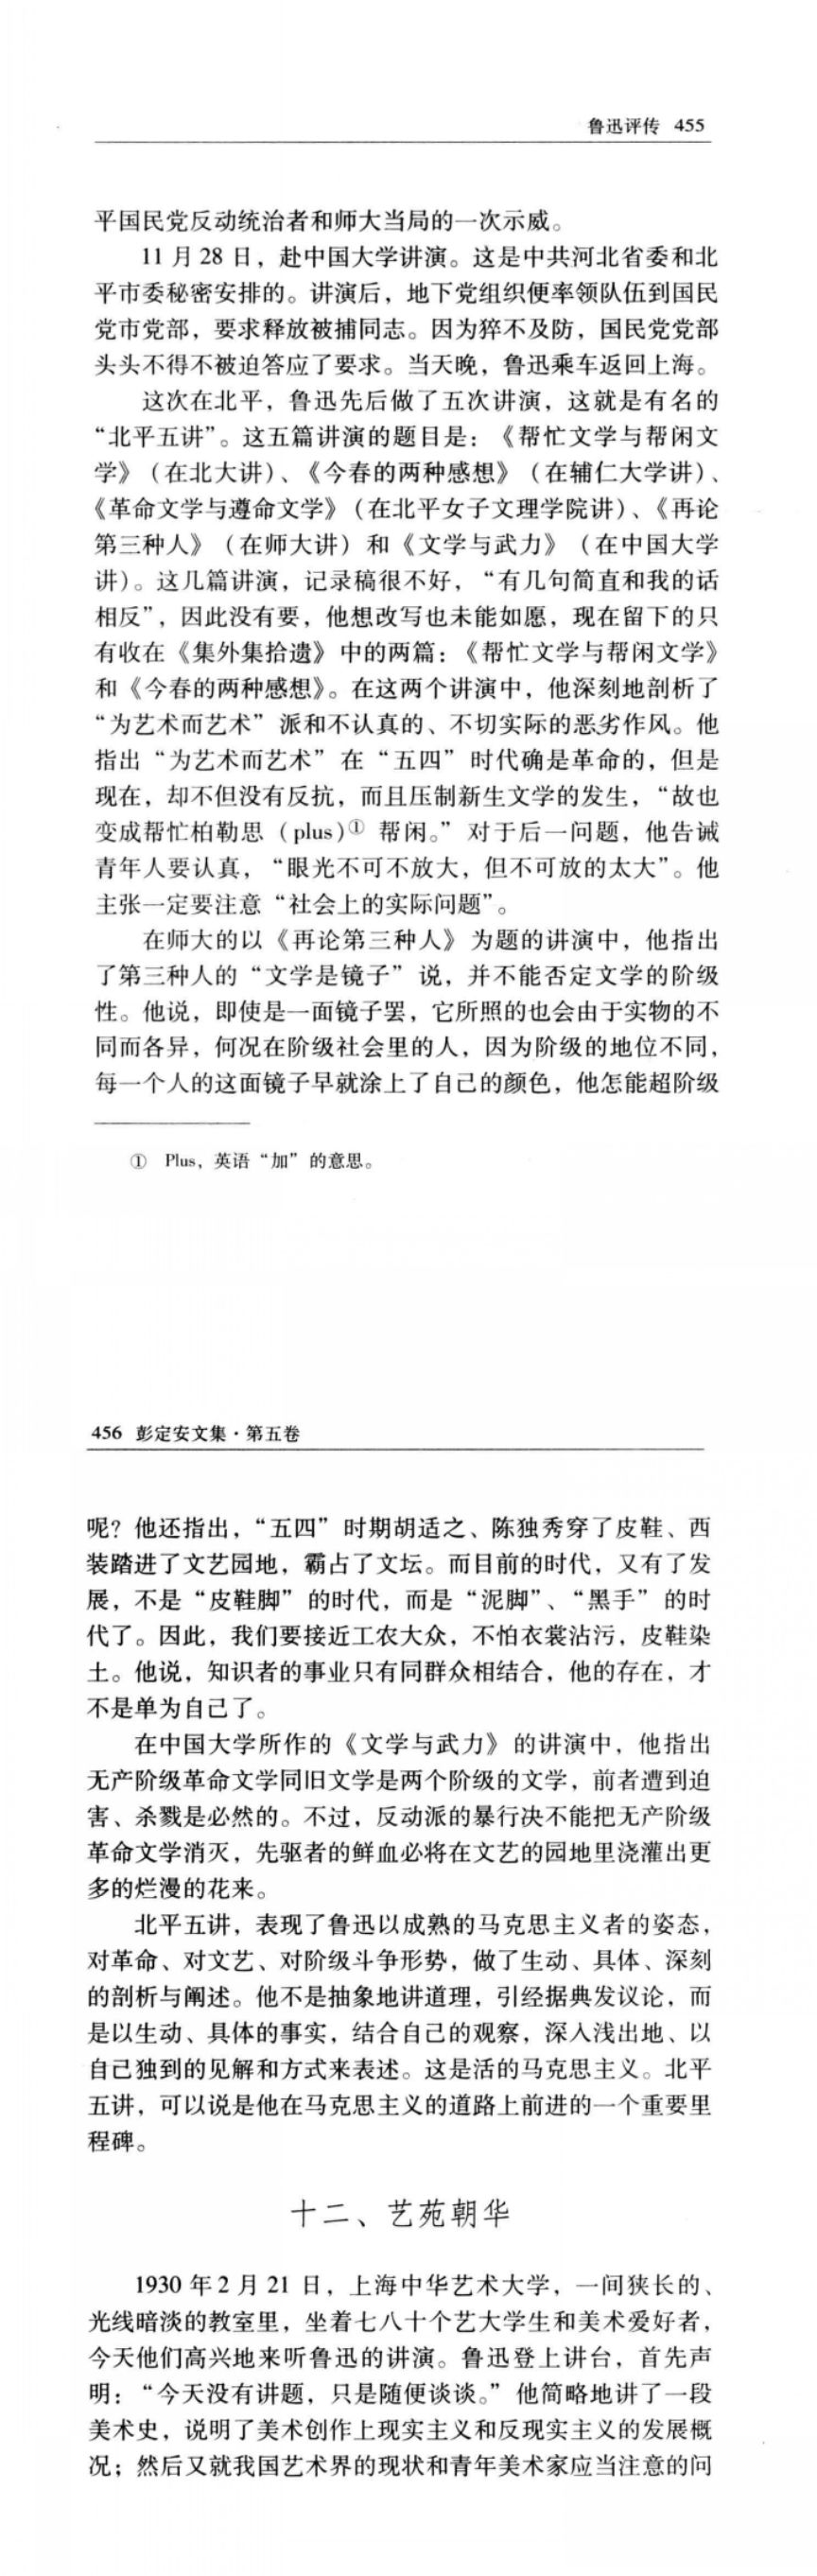 鲁迅评传 455
平国民党反动统治者和师大当局的一次示威。
11 月 28 日，赴中国大学讲演。这是中共河北省委和北
平市委秘密安排的。讲演后，地下党组织便率领队伍到国民
党市党部，要求释放被捕同志。因为猝不及防，国民党党部
头头不得不被迫答应了要求。当天晚，鲁迅乘车返回上海。
这次在北平，鲁迅先后做了五次讲演，这就是有名的
“北平五讲”。这五篇讲演的题目是：《帮忙文学与帮闲文
学》（在北大讲）、《今春的两种感想》（在辅仁大学讲）、
《革命文学与遵命文学》（在北平女子文理学院讲）、《再论
第三种人》（在师大讲）和《文学与武力》（在中国大学
讲）。这几篇讲演，记录稿很不好，“有几句简直和我的话
相反”，因此没有要，他想改写也未能如愿，现在留下的只
有收在《集外集拾遗》中的两篇：《帮忙文学与帮闲文学》
和《今春的两种感想》。在这两个讲演中，他深刻地剖析了
“为艺术而艺术”派和不认真的、不切实际的恶劣作风。他
指出“为艺术而艺术”在“五四”时代确是革命的，但是
现在，却不但没有反抗，而且压制新生文学的发生，“故也
变成帮忙柏勒思（plus）① 帮闲。”对于后一问题，他告诫
青年人要认真，“眼光不可不放大，但不可放的太大”。他
主张一定要注意“社会上的实际问题”。
在师大的以《再论第三种人》为题的讲演中，他指出
了第三种人的“文学是镜子”说，并不能否定文学的阶级
性。他说，即使是一面镜子罢，它所照的也会由于实物的不
同而各异，何况在阶级社会里的人，因为阶级的地位不同，
每一个人的这面镜子早就涂上了自己的颜色，他怎能超阶级
① Plus，英语“加”的意思。
456 彭定安文集·第五卷
呢？他还指出，“五四”时期胡适之、陈独秀穿了皮鞋、西
装踏进了文艺园地，霸占了文坛。而目前的时代，又有了发
展，不是“皮鞋脚”的时代，而是“泥脚”、“黑手”的时
代了。因此，我们要接近工农大众，不怕衣裳沾污，皮鞋染
土。他说，知识者的事业只有同群众相结合，他的存在，才
不是单为自己了。
在中国大学所作的《文学与武力》的讲演中，他指出
无产阶级革命文学同旧文学是两个阶级的文学，前者遭到迫
害、杀戮是必然的。不过，反动派的暴行决不能把无产阶级
革命文学消灭，先驱者的鲜血必将在文艺的园地里浇灌出更
多的烂漫的花来。
北平五讲，表现了鲁迅以成熟的马克思主义者的姿态，
对革命、对文艺、对阶级斗争形势，做了生动、具体、深刻
的剖析与阐述。他不是抽象地讲道理，引经据典发议论，而
是以生动、具体的事实，结合自己的观察，深入浅出地、以
自己独到的见解和方式来表述。这是活的马克思主义。北平
五讲，可以说是他在马克思主义的道路上前进的一个重要里
程碑。
十二、艺苑朝华
1930 年 2 月 21 日，上海中华艺术大学，一间狭长的、
光线暗淡的教室里，坐着七八十个艺大学生和美术爱好者，
今天他们高兴地来听鲁迅的讲演。鲁迅登上讲台，首先声
明：“今天没有讲题，只是随便谈谈。”他简略地讲了一段
美术史，说明了美术创作上现实主义和反现实主义的发展概
况；然后又就我国艺术界的现状和青年美术家应当注意的问